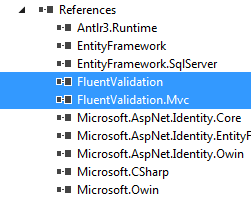 References
Antlr3.Runtime
EntityFramework
EntityFramework.SqlServer
FluentValidation
FluentValidation.Mvc
Microsoft.AspNet.Identity.Core
Microsoft.AspNet.Identity.EntityF
Microsoft.AspNet.Identity.Owin
Microsoft.CSharp
Microsoft.Owin